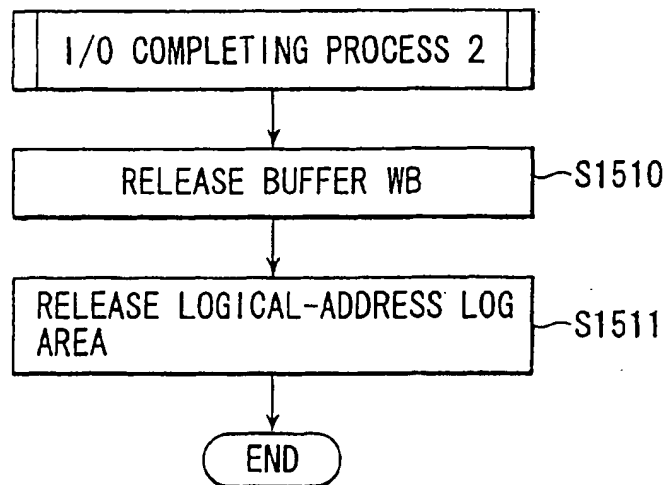 I/O COMPLETING PROCESS 2
RELEASE BUFFER WB
S1510
RELEASE LOGICAL-ADDRESS LOG
AREA
S1511
END